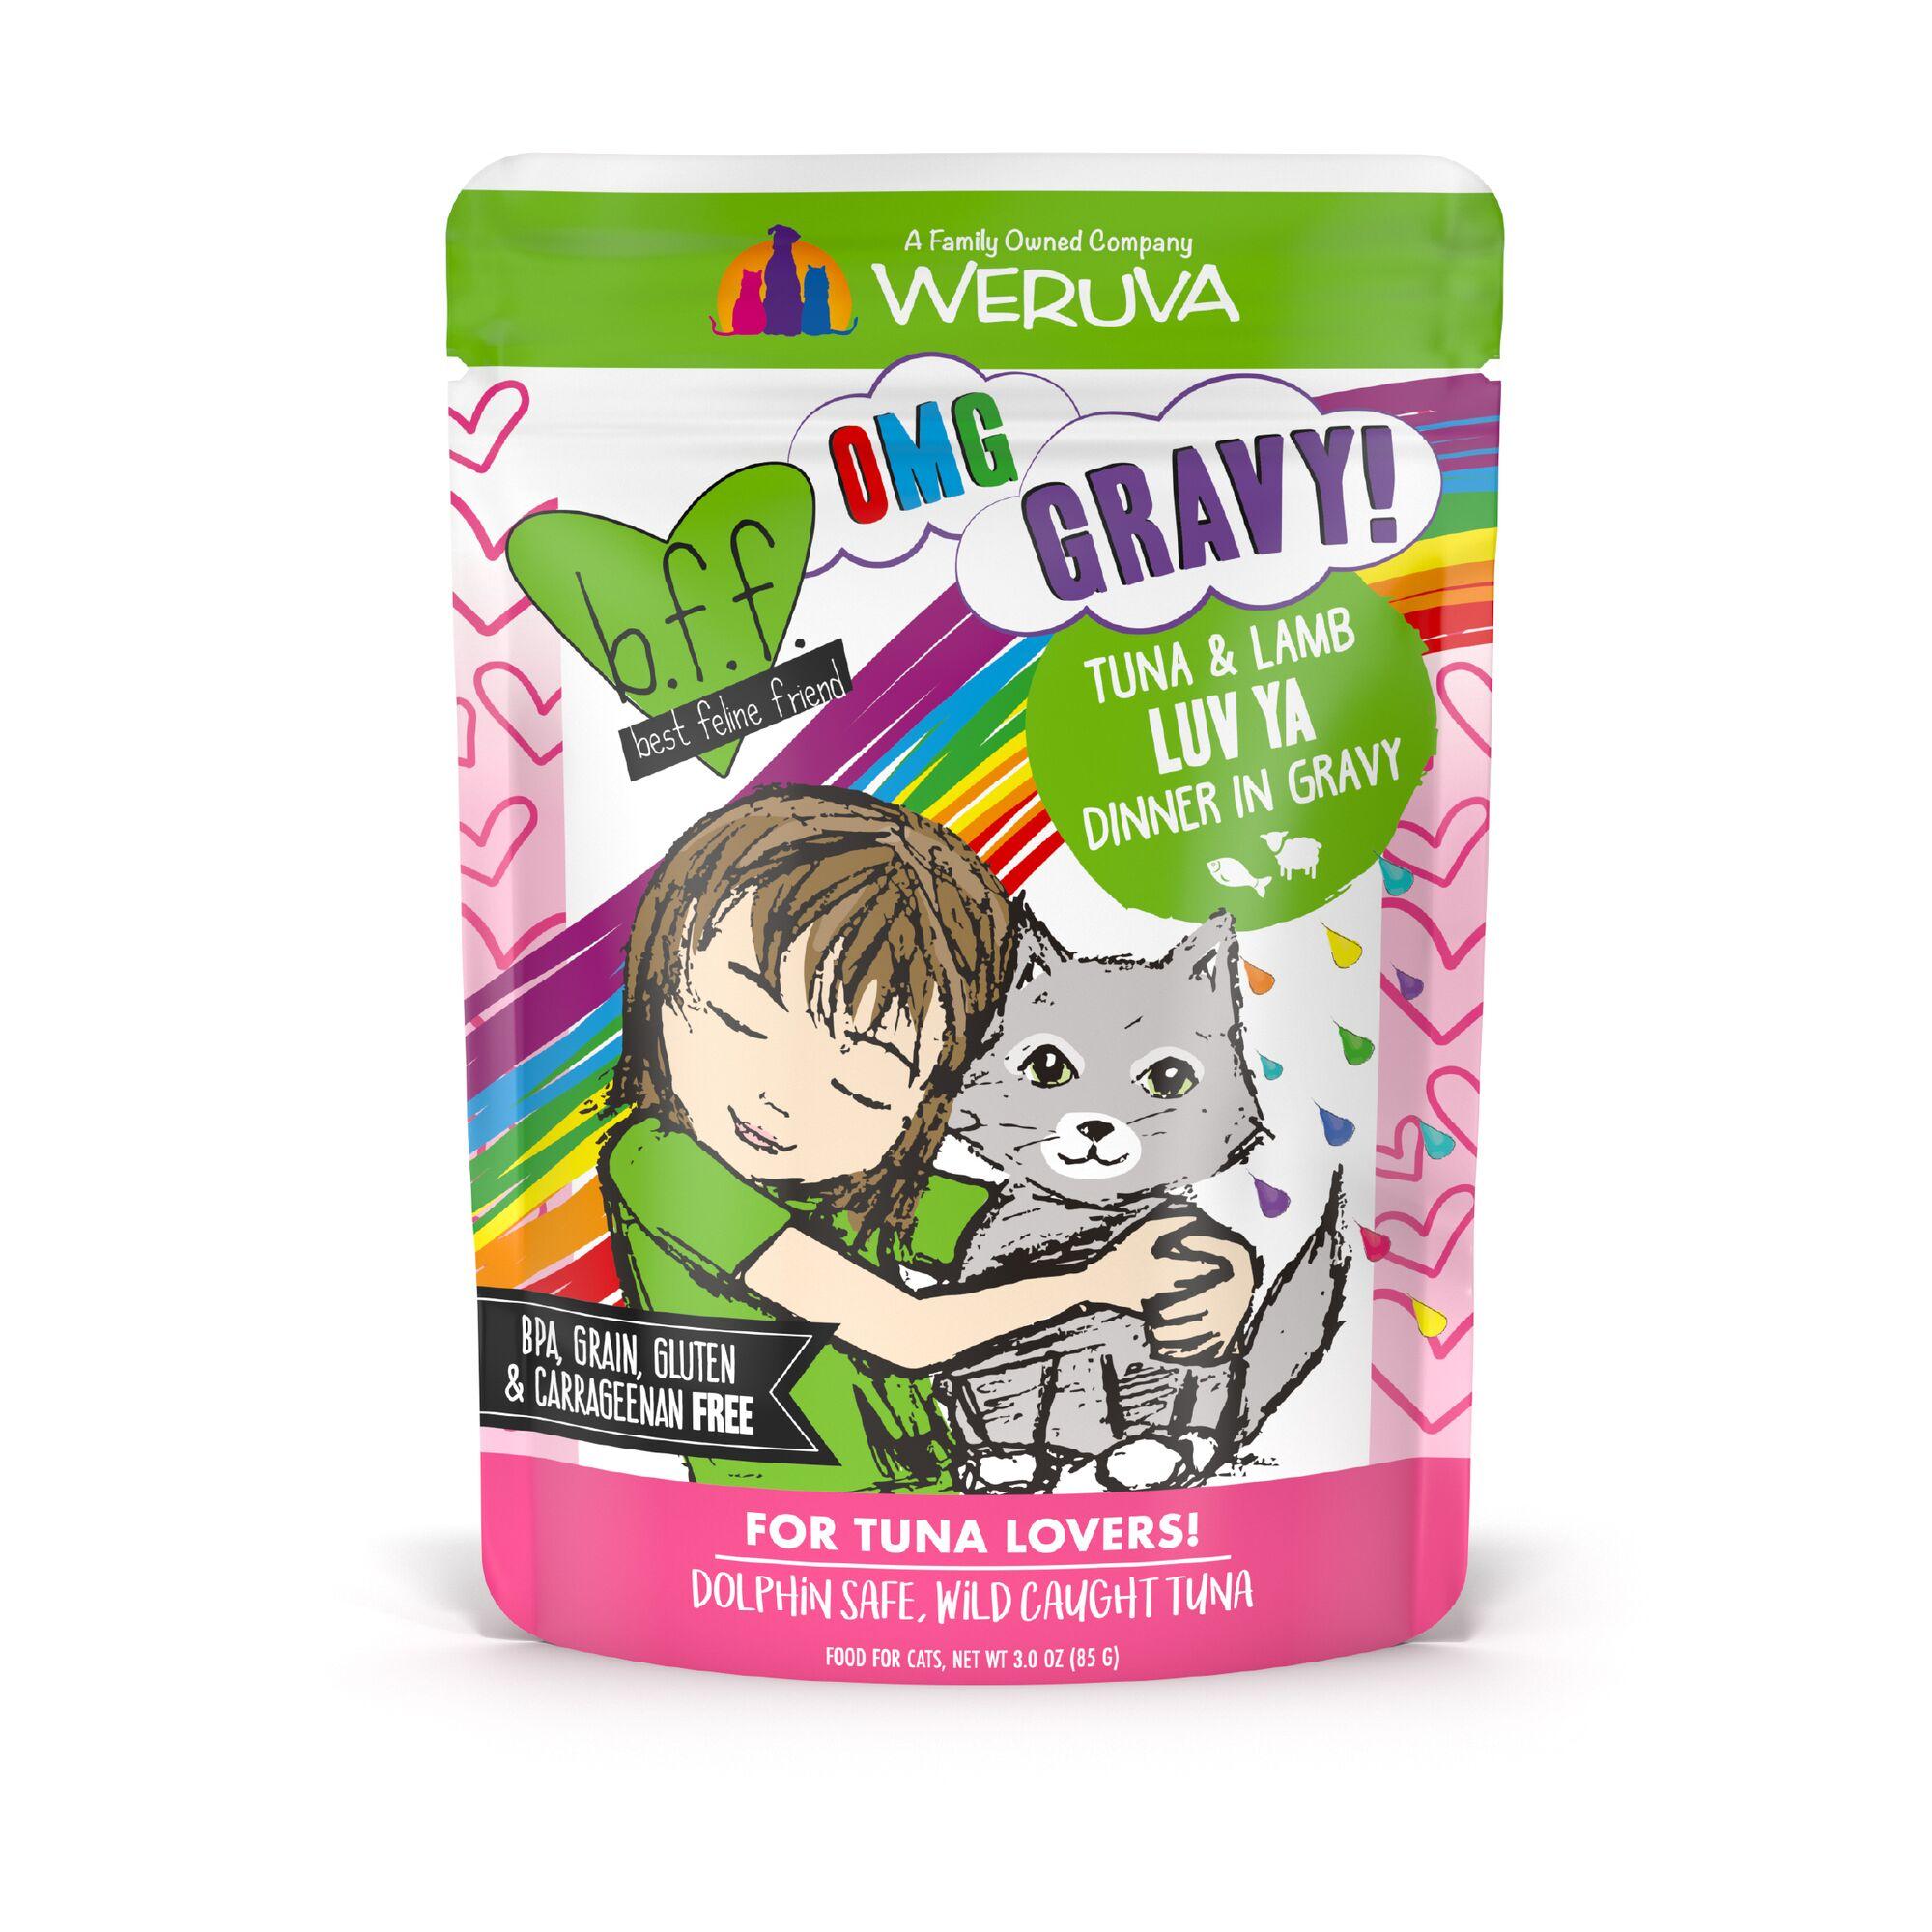 A Family Owned Company
WERUVA
OMG
GRAVY!
b.f.f.
best feline friend
TUNA & LAMB
LUV YA
DINNER IN GRAVY
BPA, GRAIN, GLUTEN
& CARRAGEENAN FREE
FOR TUNA LOVERS!
DOLPHIN SAFE, WILD CAUGHT TUNA
FOOD FOR CATS, NET WT 3.0 OZ (85 G)